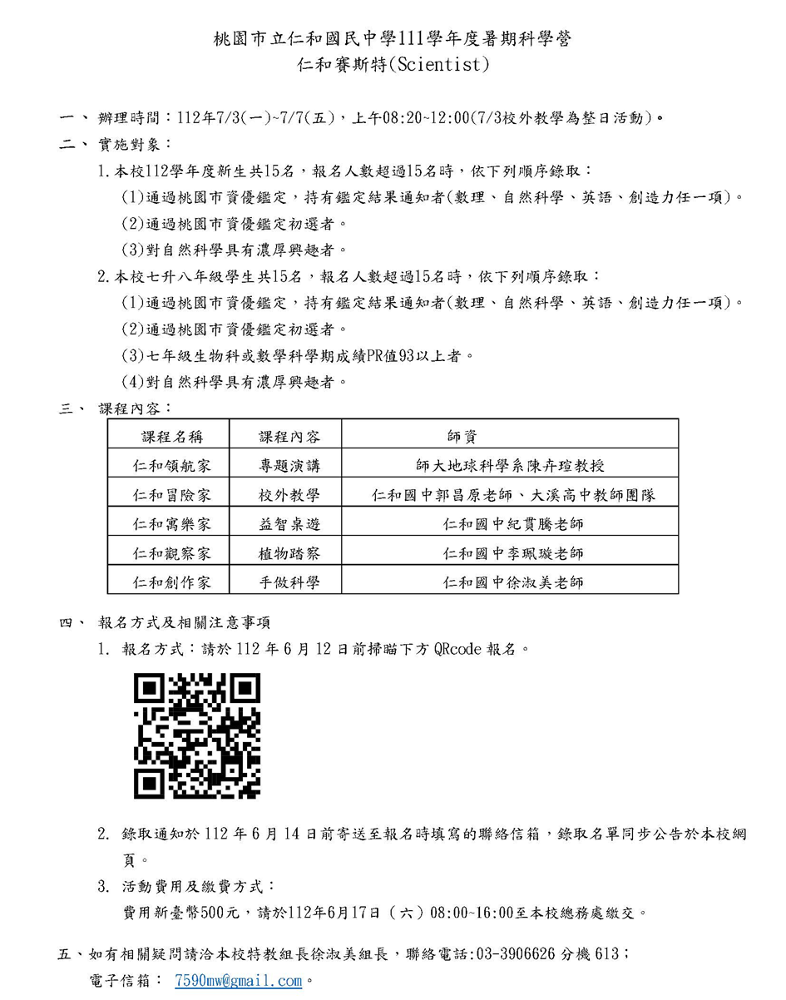 桃園市立仁和國民中學111學年度暑期科學營
仁和賽斯特(Scientist)
一、 辦理時間：112年7/3(一)~7/7(五)，上午08:20~12:00(7/3校外教學為整日活動)。
二、 實施對象：
1.本校112學年度新生共15名，報名人數超過15名時，依下列順序錄取：
(1)通過桃園市資優鑑定，持有鑑定結果通知者(數理、自然科學、英語、創造力任一項)。
(2)通過桃園市資優鑑定初選者。
(3)對自然科學具有濃厚興趣者。
2.本校七升八年級學生共15名，報名人數超過15名時，依下列順序錄取：
(1)通過桃園市資優鑑定，持有鑑定結果通知者(數理、自然科學、英語、創造力任一項)。
(2)通過桃園市資優鑑定初選者。
(3)七年級生物科或數學科學期成績PR值93以上者。
(4)對自然科學具有濃厚興趣者。
三、 課程內容：
課程名稱 課程內容 師資
仁和領航家 專題演講 師大地球科學系陳卉瑄教授
仁和冒險家 校外教學 仁和國中郭昌原老師、大溪高中教師團隊
仁和寓樂家 益智桌遊 仁和國中紀貫騰老師
仁和觀察家 植物踏察 仁和國中李珮璇老師
仁和創作家 手做科學 仁和國中徐淑美老師
四、 報名方式及相關注意事項
1. 報名方式：請於 112 年 6 月 12 日前掃瞄下方 QRcode 報名。
2. 錄取通知於 112 年 6 月 14 日前寄送至報名時填寫的聯絡信箱，錄取名單同步公告於本校網
頁。
3. 活動費用及繳費方式：
費用新臺幣500元，請於112年6月17日（六）08:00~16:00至本校總務處繳交。
五、如有相關疑問請洽本校特教組長徐淑美組長，聯絡電話:03-3906626 分機 613；
電子信箱： 7590mw@gmail.com。